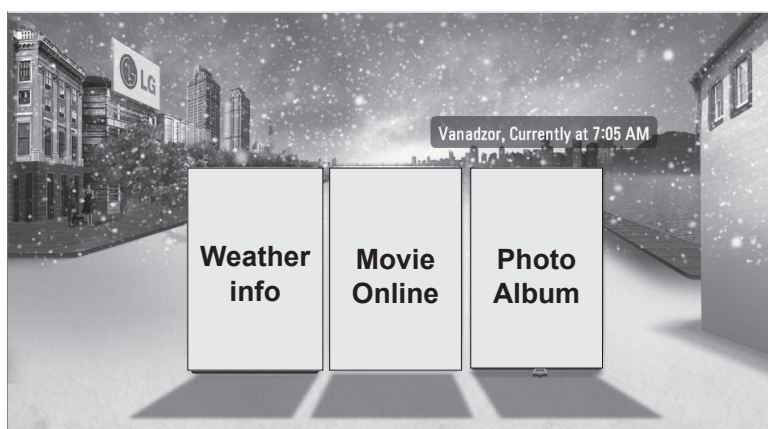 LG
Vanadzor, Currently at 7:05 AM
Weather
info
Movie
Online
Photo
Album